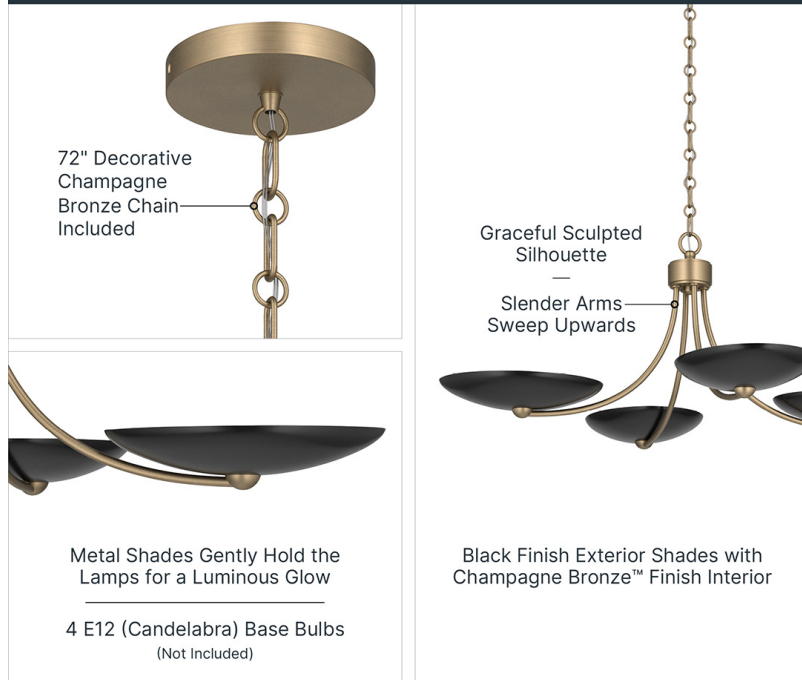 72" Decorative
Champagne
Bronze Chain
Included
Metal Shades Gently Hold the
Lamps for a Luminous Glow
4 E12 (Candelabra) Base Bulbs
(Not Included)
Graceful Sculpted
Silhouette
Slender Arms
Sweep Upwards
Black Finish Exterior Shades with
Champagne Bronze™ Finish Interior